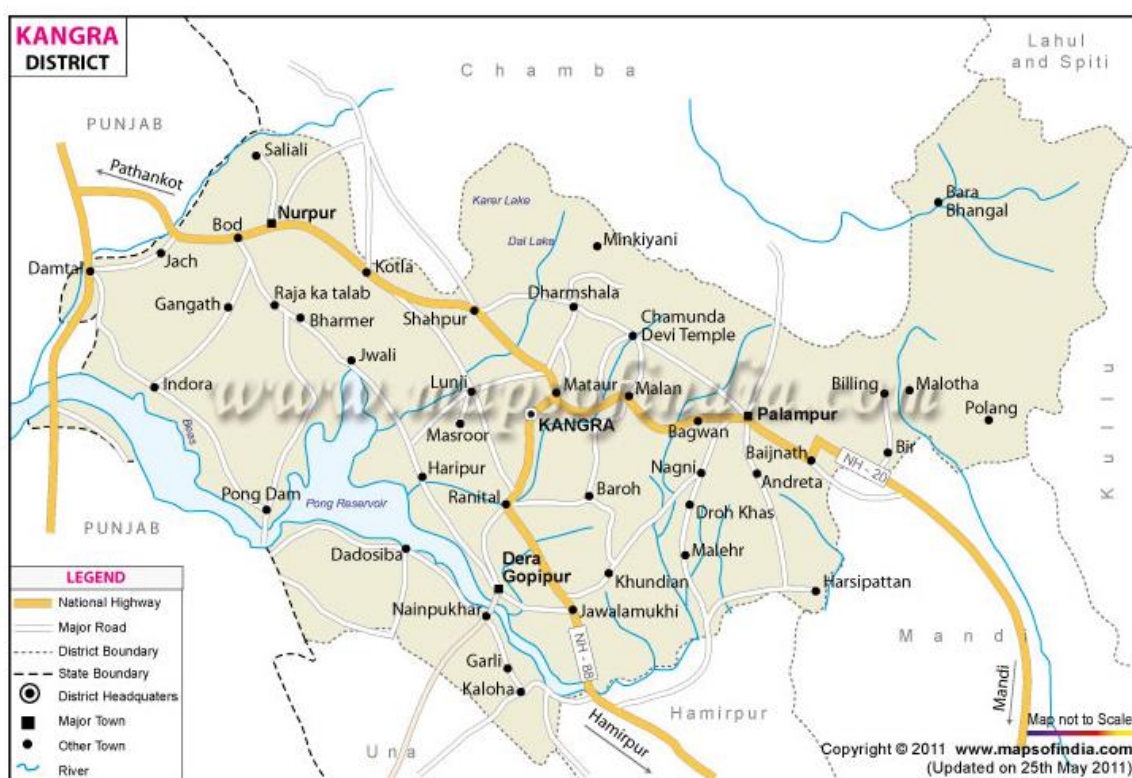 KANGRA
DISTRICT
Chamba
Lahul
and Spiti
PUNJAB
Pathankot
Saliali
Karer Lake
Bara
Bhangal
Nurpur
Bod
Dal Lake
Minkiyani
Jach
Damtal
Kotla
Gangath
Raja ka talab
Bharmer
Dharmshala
Shahpur
Chamunda
Devi Temple
Jwali
Indora
Lunji
Mataur
Malan
Billing
Malotha
www.mapsofindia.com
Beas
Masroor
KANGRA
Palampur
Polang
Kullu
Bagwan
Baijnath
Bir
Haripur
Nagni
Andreta
NH - 20
Pong Dam
Pong Reservoir
Ranital
Baroh
Droh Khas
PUNJAB
Dadosiba
Dera
Gopipur
Malehr
Khundian
Harsipattan
LEGEND
National Highway
Major Road
District Boundary
State Boundary
District Headquaters
Major Town
Other Town
River
Nainpukhar
Jawalamukhi
Mandi
Garli
NH - 88
Kaloha
Mandi
Hamirpur
Una
Hamirpur
Map not to Scale
Copyright © 2011 www.mapsofindia.com
(Updated on 25th May 2011)